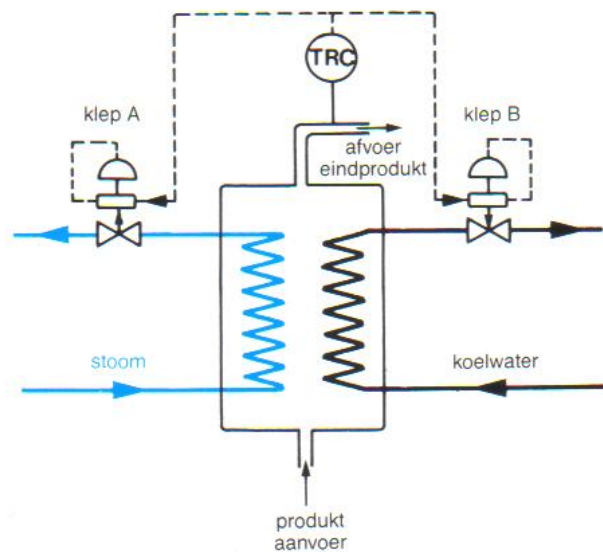 TRC
klep A
klep B
afvoer
eindprodukt
stoom
koelwater
produkt
aanvoer